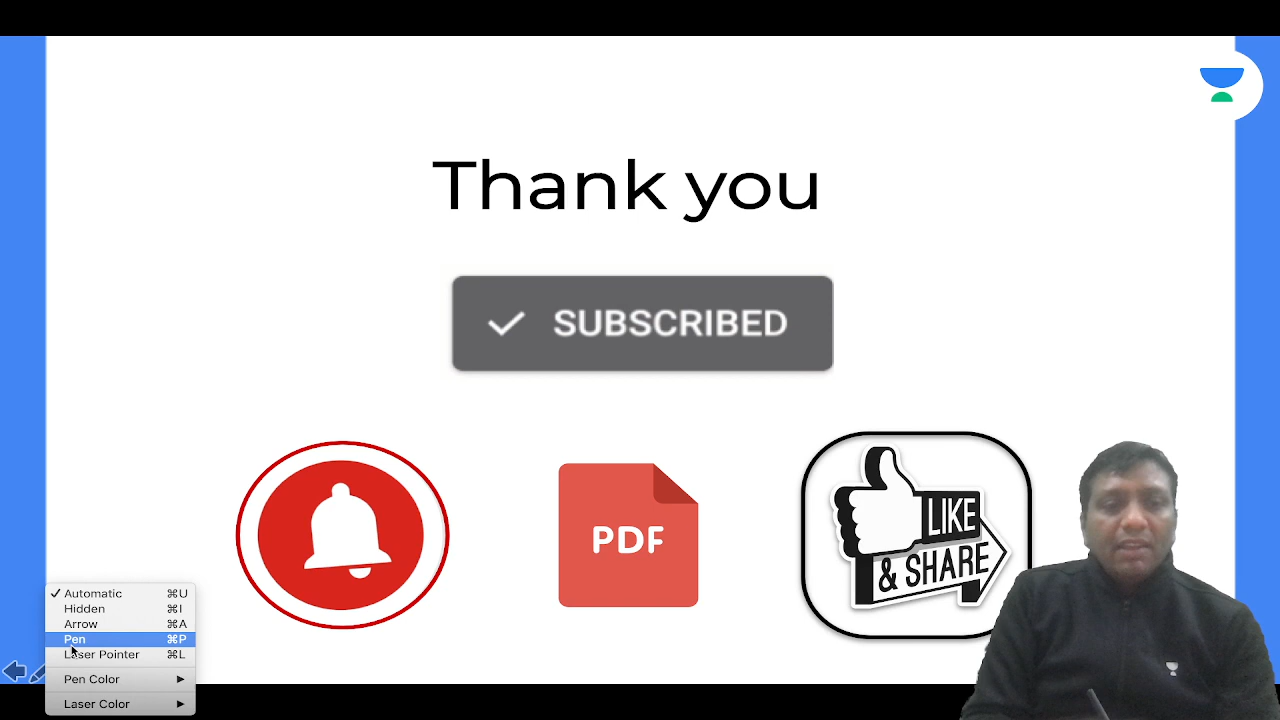 Thank you
SUBSCRIBED
PDF
LIKE
& SHARE
✓ Automatic ⌘U
Hidden ⌘I
Arrow ⌘A
Pen ⌘P
Laser Pointer ⌘L
Pen Color ▶
Laser Color ▶